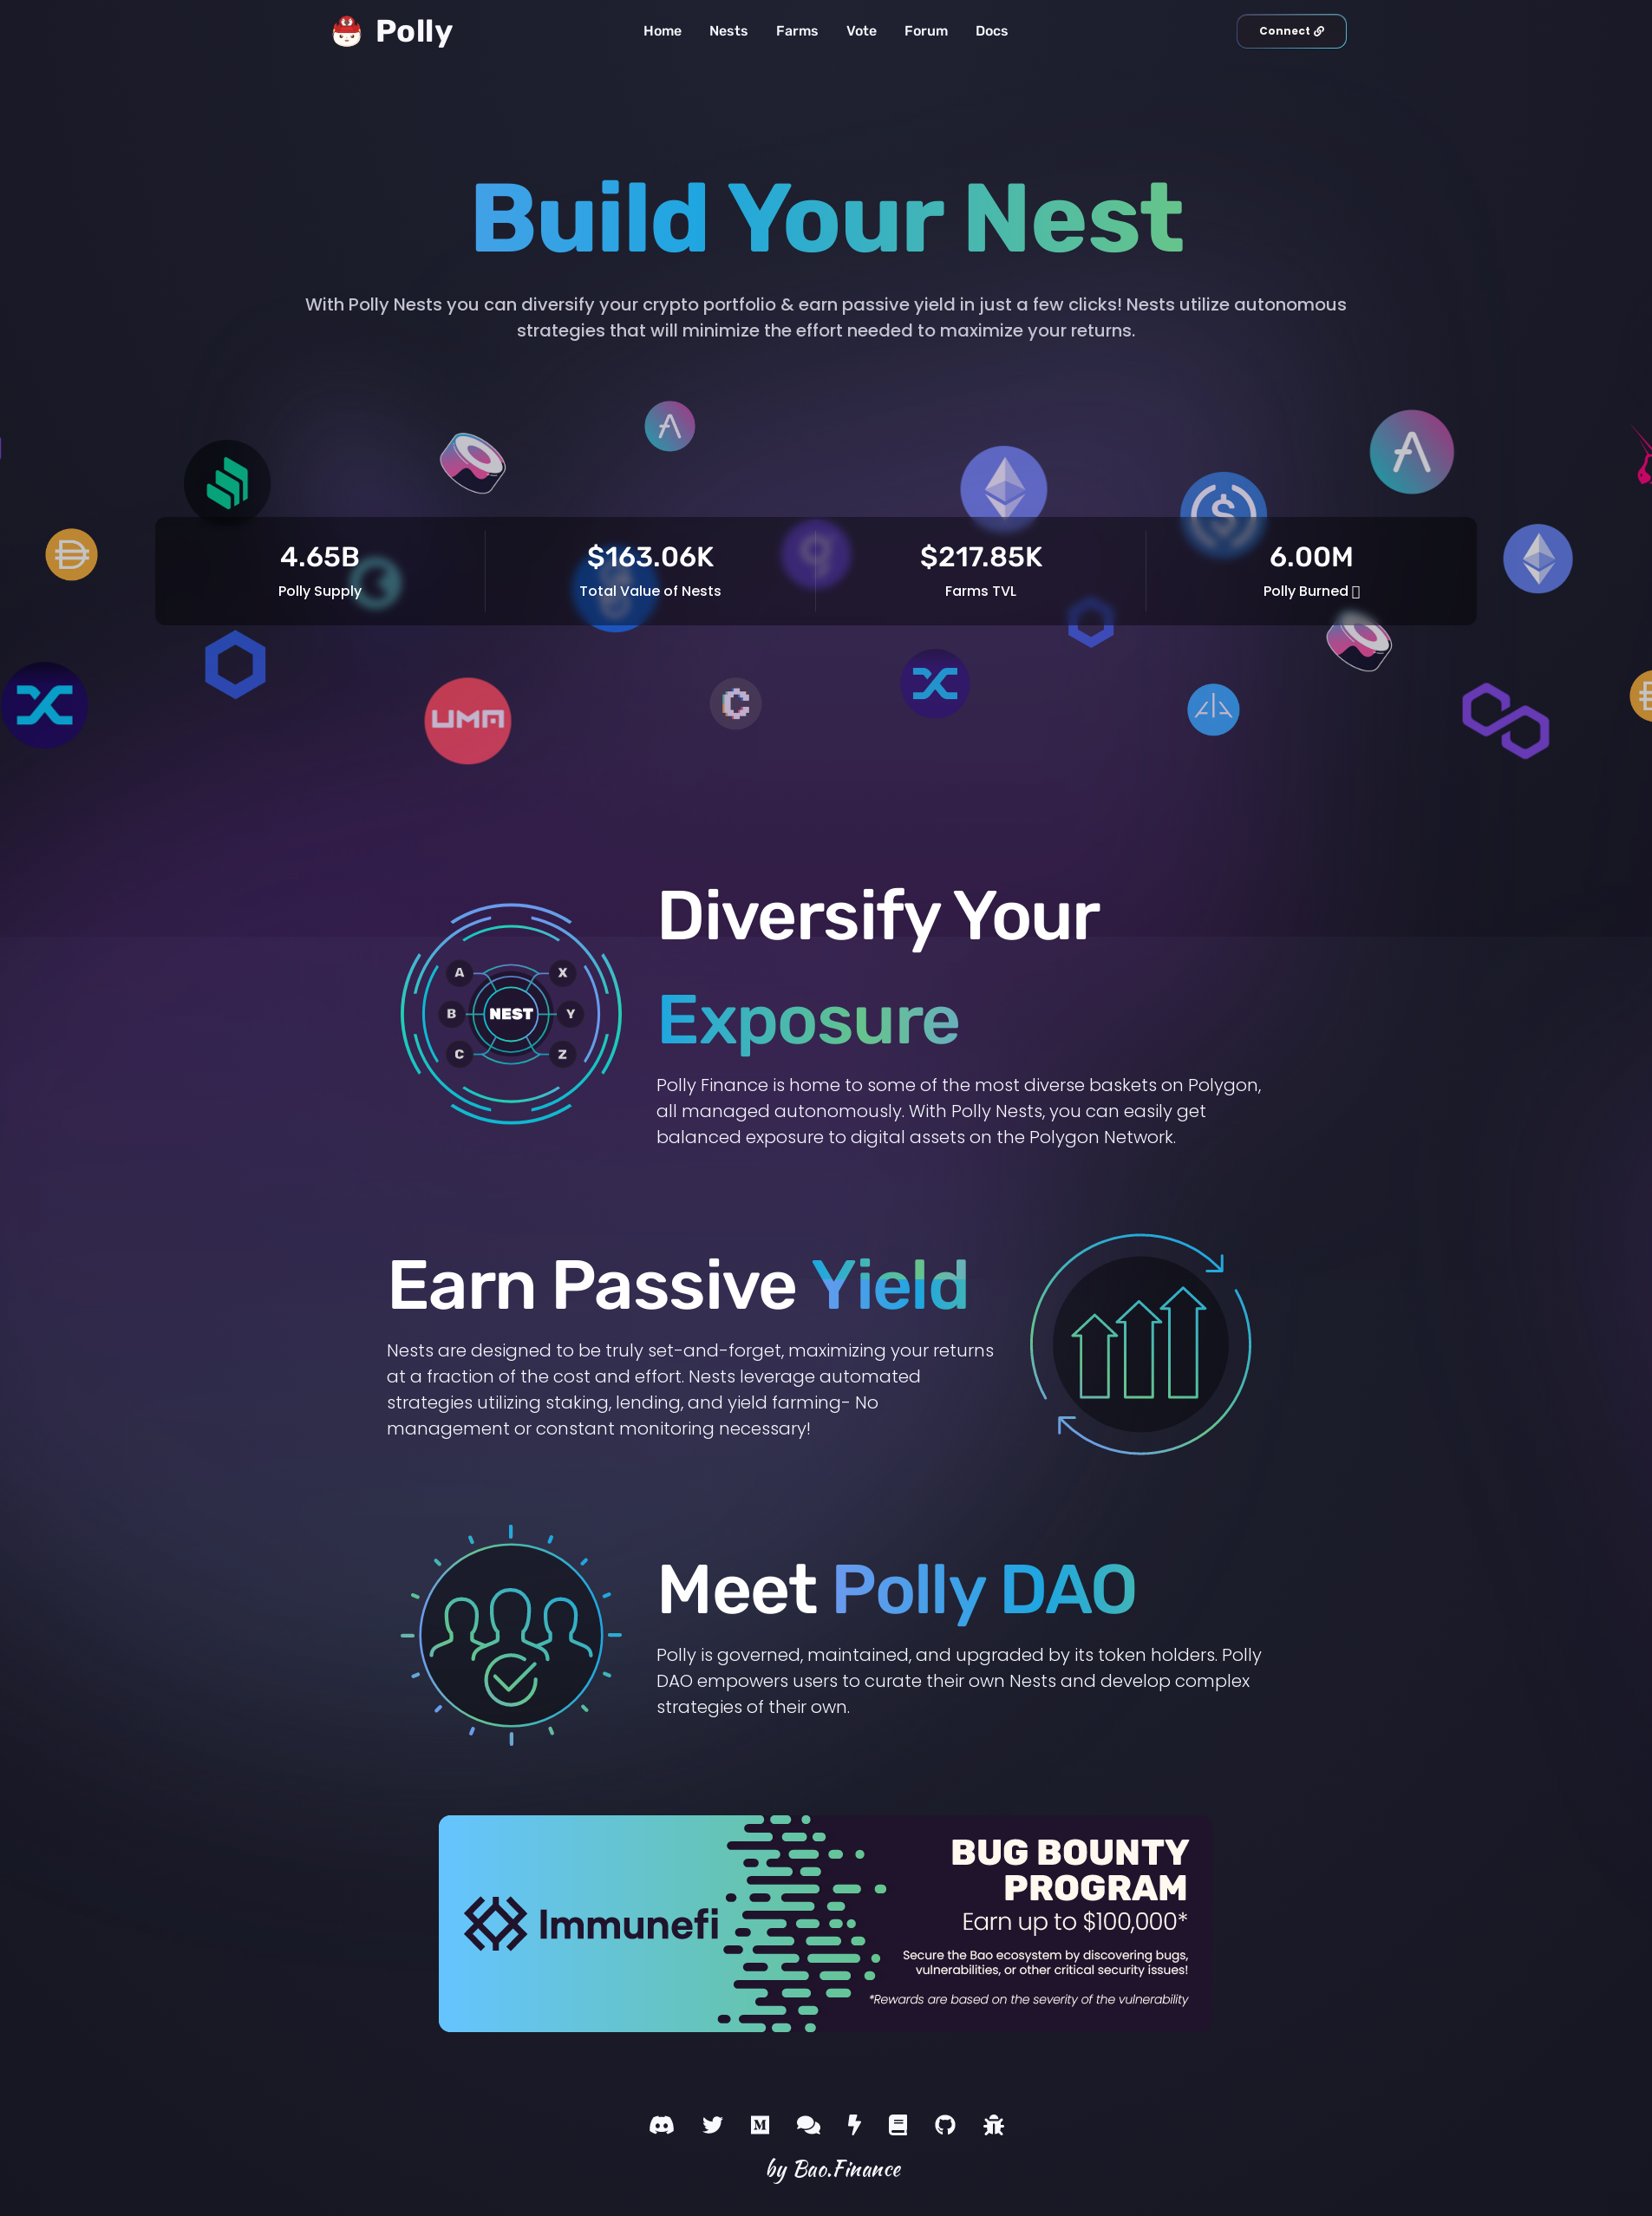 Polly
Home Nests Farms Vote Forum Docs
Connect
Build Your Nest
With Polly Nests you can diversify your crypto portfolio & earn passive yield in just a few clicks! Nests utilize autonomous
strategies that will minimize the effort needed to maximize your returns.
4.65B
Polly Supply
$163.06K
Total Value of Nests
$217.85K
Farms TVL
6.00M
Polly Burned
UMA
Diversify Your
Exposure
A
B
C
NEST
X
Y
Z
Polly Finance is home to some of the most diverse baskets on Polygon,
all managed autonomously. With Polly Nests, you can easily get
balanced exposure to digital assets on the Polygon Network.
Earn Passive Yield
Nests are designed to be truly set-and-forget, maximizing your returns
at a fraction of the cost and effort. Nests leverage automated
strategies utilizing staking, lending, and yield farming- No
management or constant monitoring necessary!
Meet Polly DAO
Polly is governed, maintained, and upgraded by its token holders. Polly
DAO empowers users to curate their own Nests and develop complex
strategies of their own.
Immunefi
BUG BOUNTY
PROGRAM
Earn up to $100,000*
Secure the Bao ecosystem by discovering bugs,
vulnerabilities, or other critical security issues!
*Rewards are based on the severity of the vulnerability
by Bao.Finance